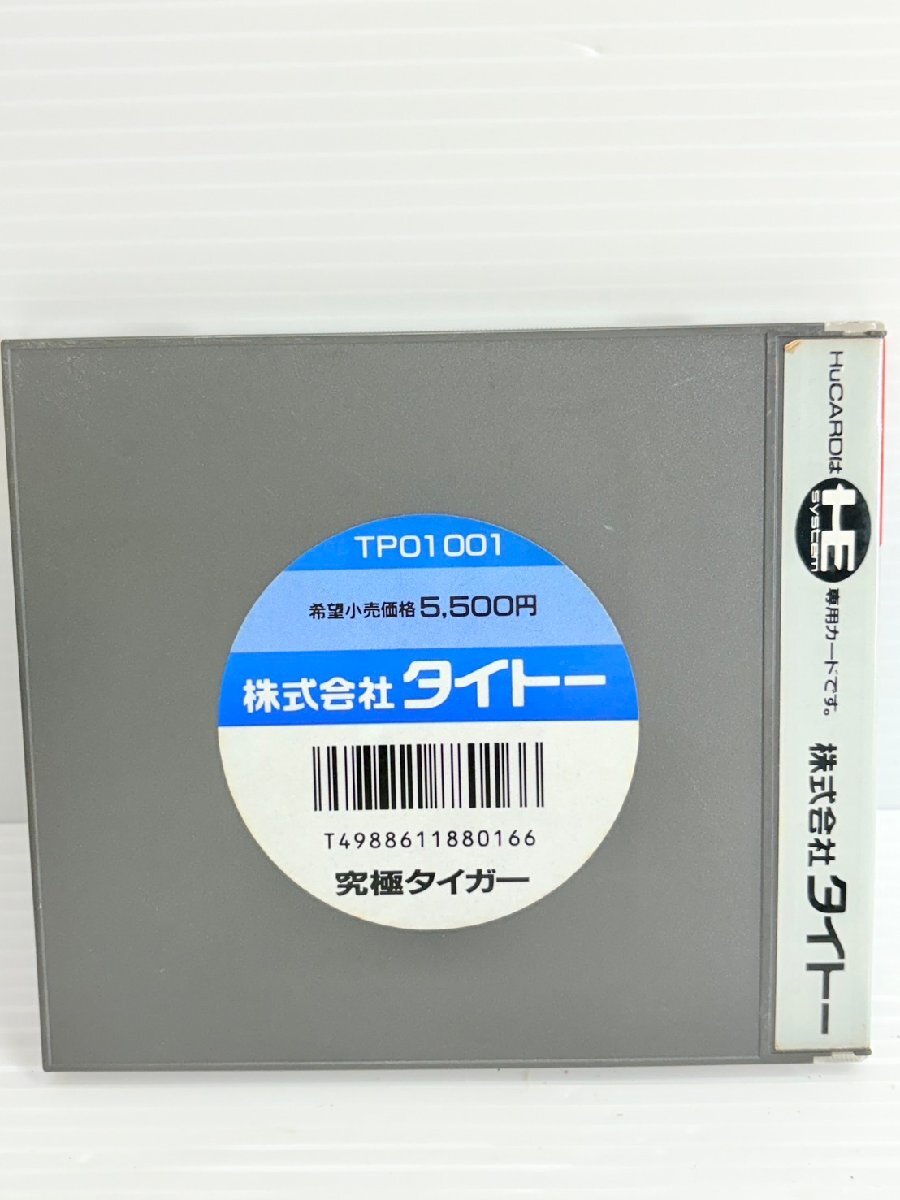 TP01001
希望小売価格5,500円
株式会社タイトー
T4988611880166
究極タイガー
HuCARDは HE system 専用カードです。 株式会社タイトー